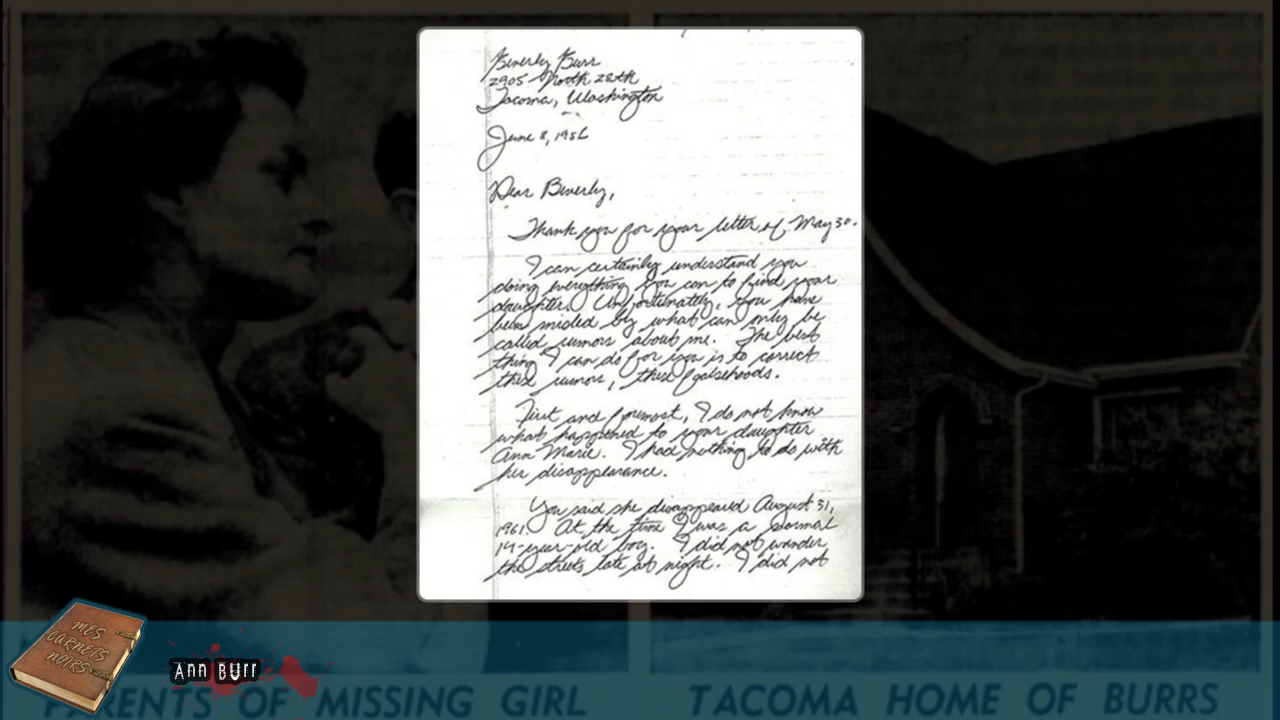 Beverly Burr
2905 North 28th
Tacoma, Washington
June 8, 1986
Dear Beverly,
Thank you for your letter of May 30.
I can certainly understand you
doing everything you can to find your
daughter. Unfortunately, you have
been misled by what can only be
called rumors about me. The best
thing I can do for you is to correct
these rumors, these falsehoods.
First and foremost, I do not know
what happened to your daughter
Ann Marie. I had nothing to do with
her disappearance.
You said she disappeared August 31,
1961. At the time I was a normal
14-year-old boy. I did not wander
the streets late at night. I did not
MES
CARNETS
NOIRS
Ann Burr
PARENTS OF MISSING GIRL
TACOMA HOME OF BURRS